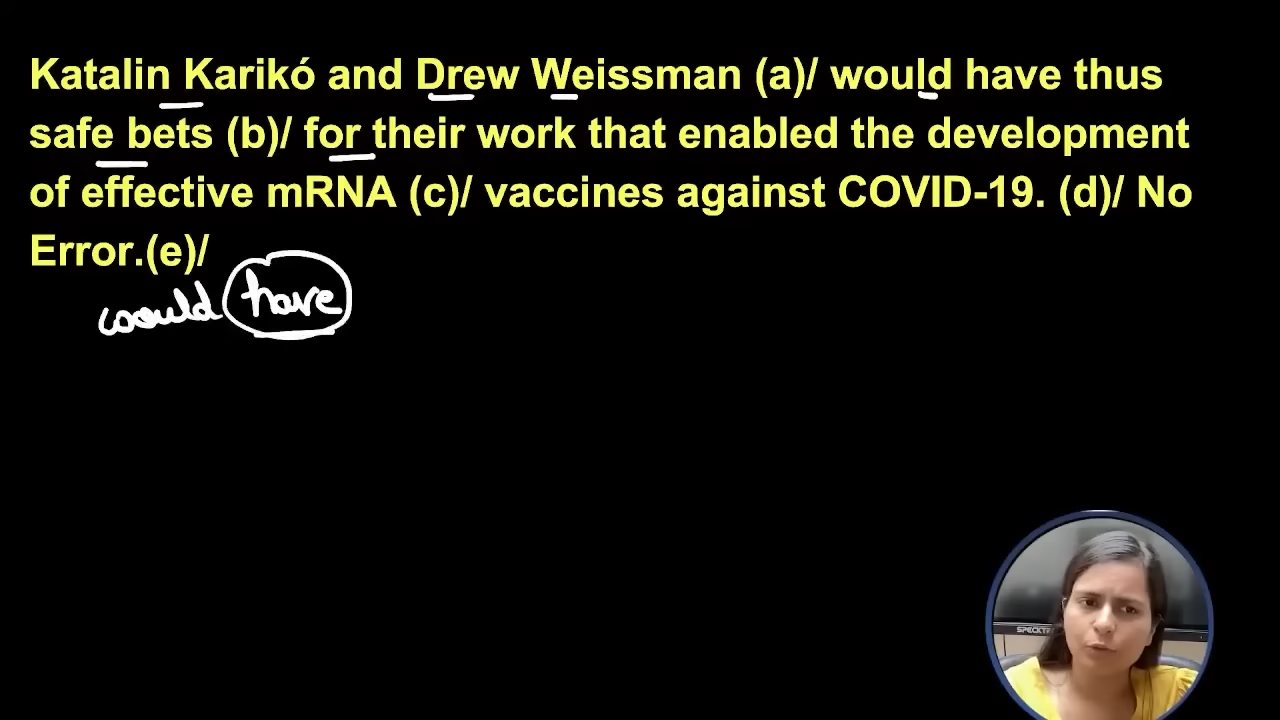 Katalin Karikó and Drew Weissman (a)/ would have thus
safe bets (b)/ for their work that enabled the development
of effective mRNA (c)/ vaccines against COVID-19. (d)/ No
Error.(e)/
would have